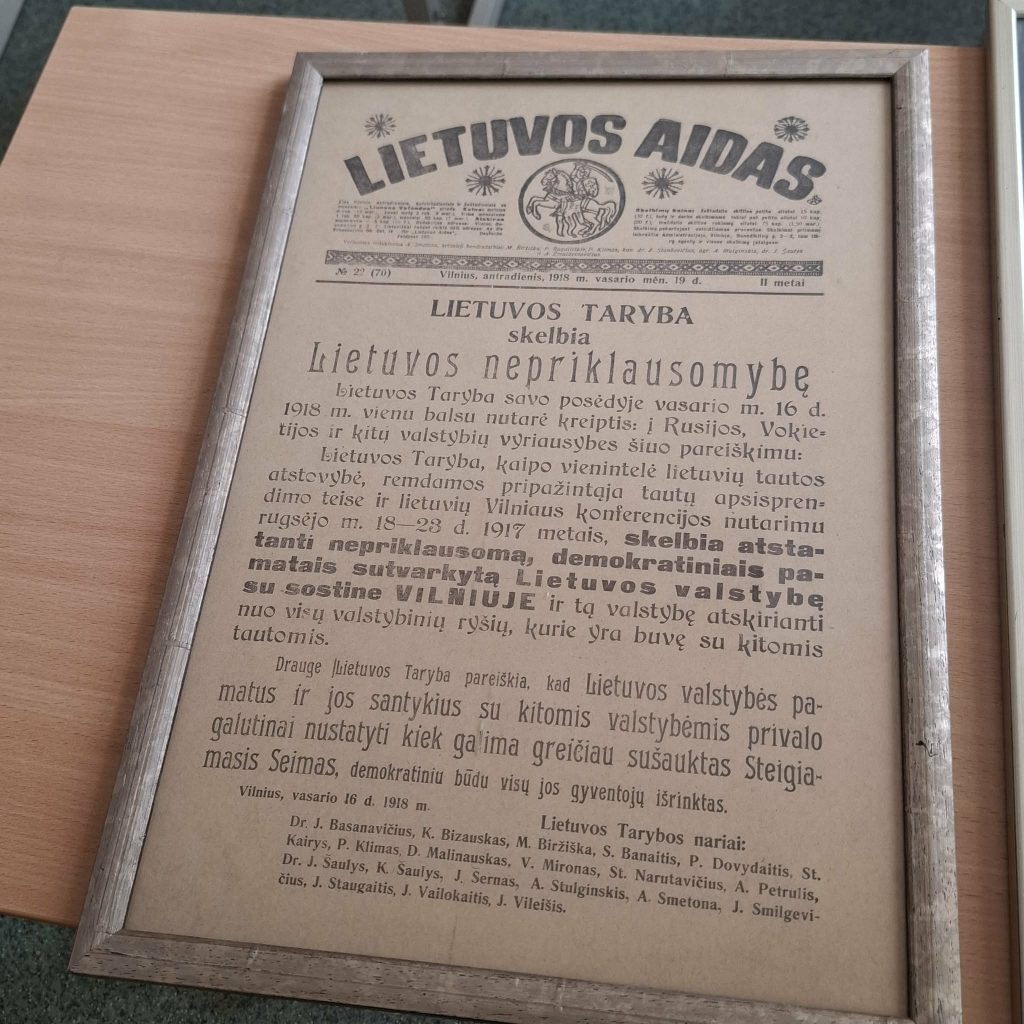 LIETUVOS AIDAS
№ 22 (70) Vilnius, antradienis, 1918 m. vasario mėn. 19 d. II metai
LIETUVOS TARYBA
skelbia
Lietuvos nepriklausomybę
Lietuvos Taryba savo posėdyje vasario m. 16 d.
1918 m. vienu balsu nutarė kreiptis: į Rusijos, Vokie-
tijos ir kitų valstybių vyriausybes šiuo pareiškimu:
Lietuvos Taryba, kaipo vienintelė lietuvių tautos
atstovybė, remdamos pripažintąja tautų apsispren-
dimo teise ir lietuvių Vilniaus konferencijos nutarimu
rugsėjo m. 18—23 d. 1917 metais, skelbia atsta-
tanti nepriklausomą, demokratiniais pa-
matais sutvarkytą Lietuvos valstybę
su sostine VILNIUJE ir tą valstybę atskirianti
nuo visų valstybinių ryšių, kurie yra buvę su kitomis
tautomis.
Drauge Lietuvos Taryba pareiškia, kad Lietuvos valstybės pa-
matus ir jos santykius su kitomis valstybėmis privalo
galutinai nustatyti kiek galima greičiau sušauktas Steigia-
masis Seimas, demokratiniu būdu visų jos gyventojų išrinktas.
Vilnius, vasario 16 d. 1918 m.
Lietuvos Tarybos nariai:
Dr. J. Basanavičius, K. Bizauskas, M. Biržiška, S. Banaitis, P. Dovydaitis, St.
Kairys, P. Klimas, D. Malinauskas, V. Mironas, St. Narutavičius, A. Petrulis,
Dr. J. Šaulys, K. Šaulys, J. Šernas, A. Stulginskis, A. Smetona, J. Smilgevi-
čius, J. Staugaitis, J. Vailokaitis, J. Vileišis.